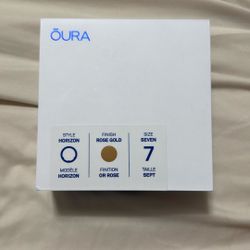 ŌURA
STYLE
HORIZON
MODÈLE
HORIZON
FINISH
ROSE GOLD
FINITION
OR ROSE
SIZE
SEVEN
7
TAILLE
SEPT